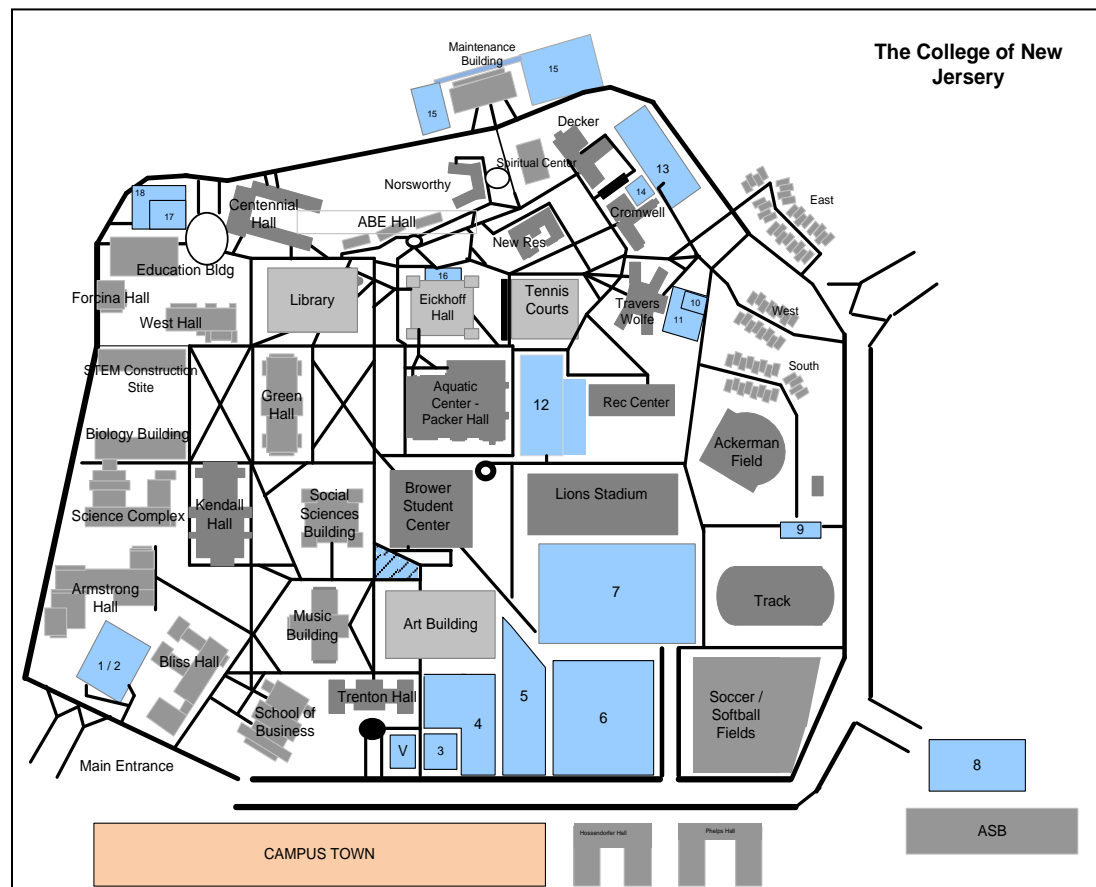 The College of New
Jersery
Maintenance
Building
15
15
Decker
13
Spiritual Center
Norsworthy
14
18
17
Centennial
Hall
ABE Hall
Cromwell
East
New Res
Education Bldg
16
Forcina Hall
Library
Eickhoff
Hall
Tennis
Courts
Travers
Wolfe
10
11
West Hall
West
STEM Construction
Stite
South
Green
Hall
Aquatic
Center -
Packer Hall
12
Rec Center
Biology Building
Ackerman
Field
Science Complex
Kendall
Hall
Social
Sciences
Building
Brower
Student
Center
Lions Stadium
9
Armstrong
Hall
7
Track
Music
Building
Art Building
1 / 2
Bliss Hall
Trenton Hall
School of
Business
4
5
6
Soccer /
Softball
Fields
V
3
Main Entrance
8
Hossendorfer Hall
Phelps Hall
ASB
CAMPUS TOWN